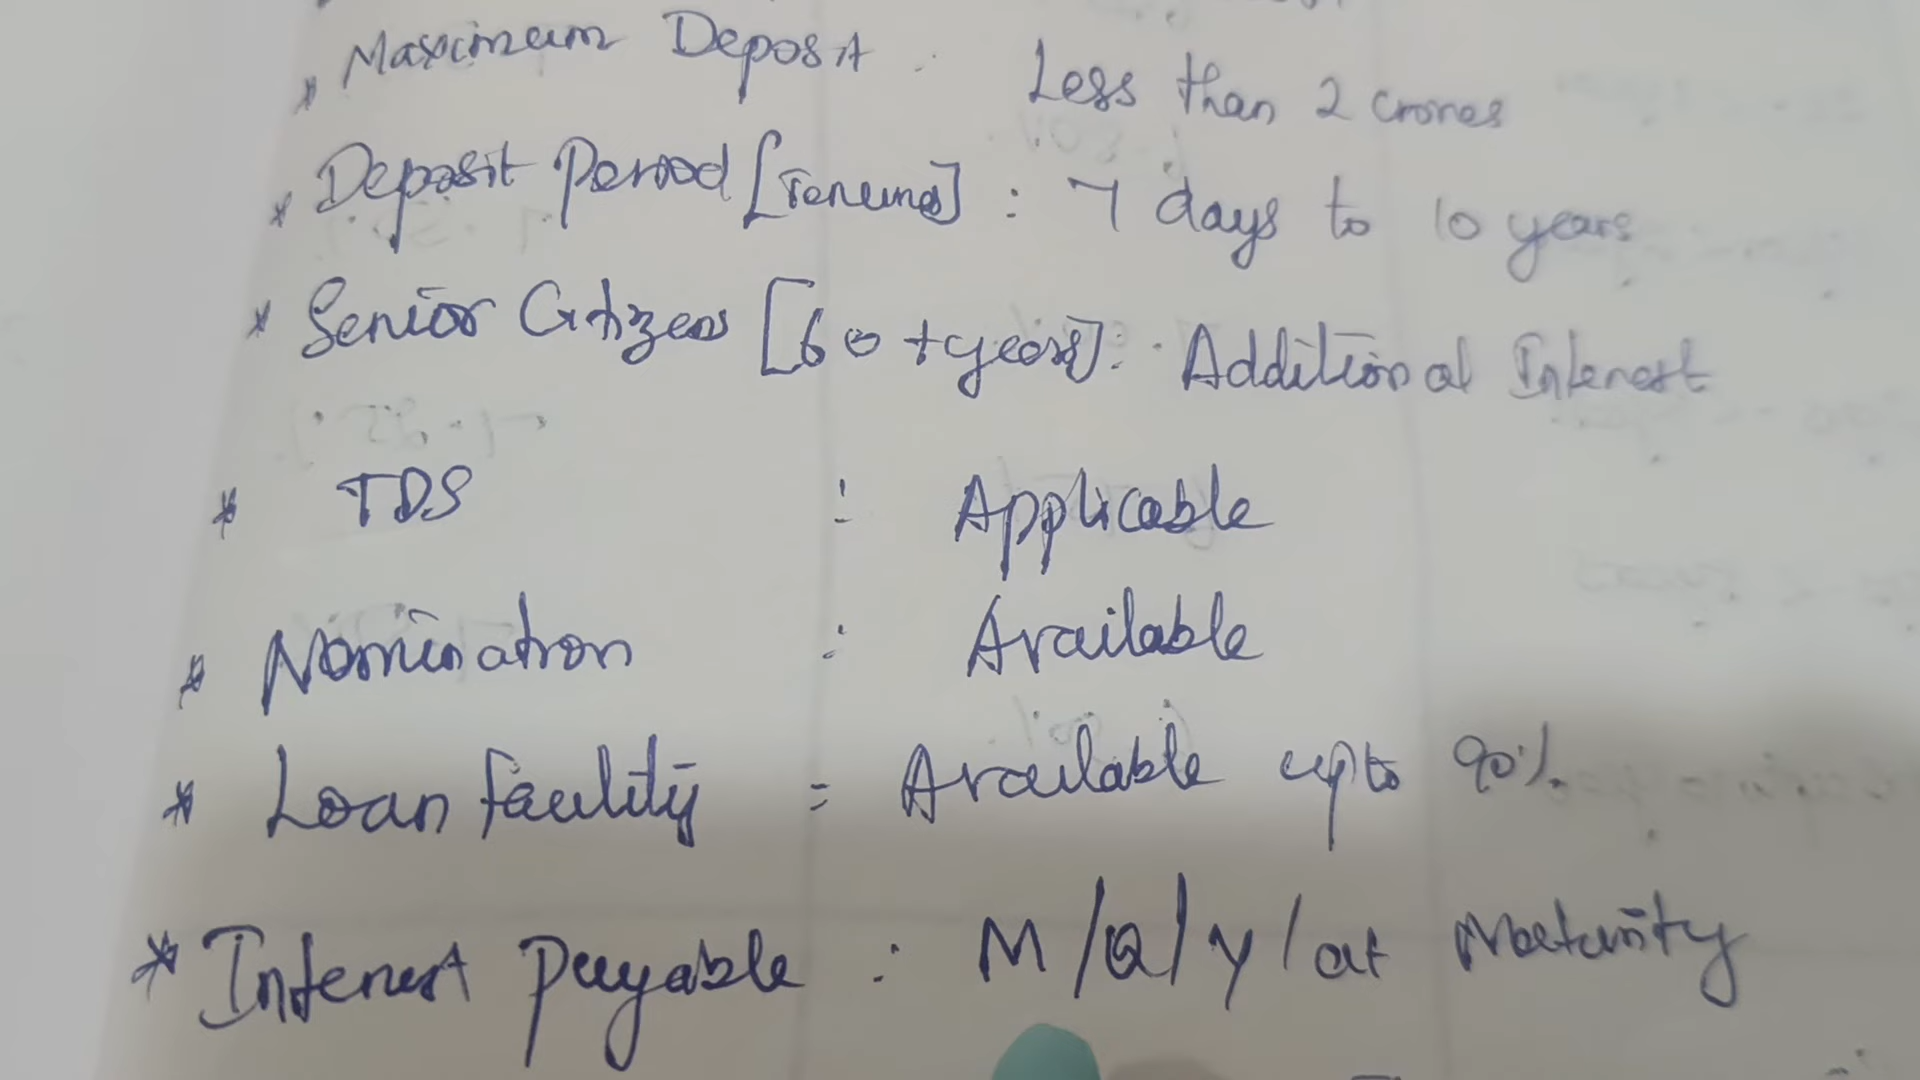 * Maximum Deposit : Less than 2 crores
* Deposit Period [Tenure] : 7 days to 10 years
* Senior Citizens [60 + years] : Additional Interest
* TDS : Applicable
* Nomination : Available
* Loan facility = Available upto 90%.
* Interest Payable : M/Q/Y/at Maturity